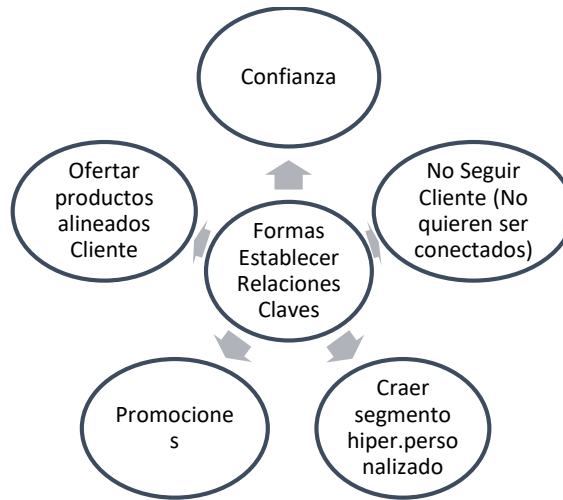 Confianza
Ofertar
productos
alineados
Cliente
No Seguir
Cliente (No
quieren ser
conectados)
Formas
Establecer
Relaciones
Claves
Promocione
s
Craer
segmento
hiper.perso
nalizado